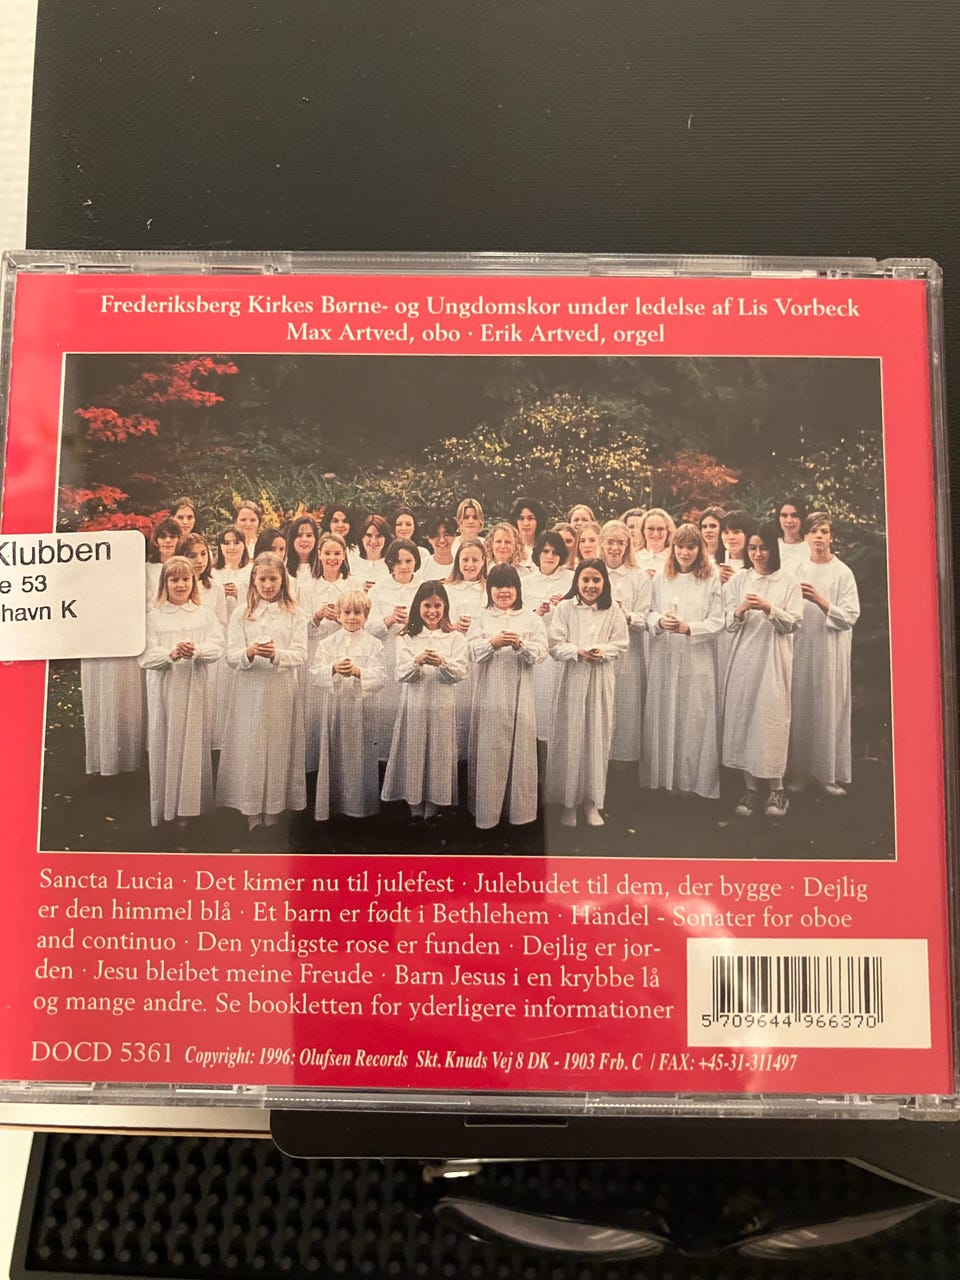 Frederiksberg Kirkes Børne- og Ungdomskor under ledelse af Lis Vorbeck
Max Artved, obo · Erik Artved, orgel
Klubben
e 53
havn K
Sancta Lucia · Det kimer nu til julefest · Julebudet til dem, der bygge · Dejlig
er den himmel blå · Et barn er født i Bethlehem · Händel - Sonater for oboe
and continuo · Den yndigste rose er funden · Dejlig er jor-
den · Jesu bleibet meine Freude · Barn Jesus i en krybbe lå
og mange andre. Se bookletten for yderligere informationer
5 709644 966370
DOCD 5361 Copyright: 1996: Olufsen Records Skt. Knuds Vej 8 DK - 1903 Frb. C / FAX: +45-31-311497